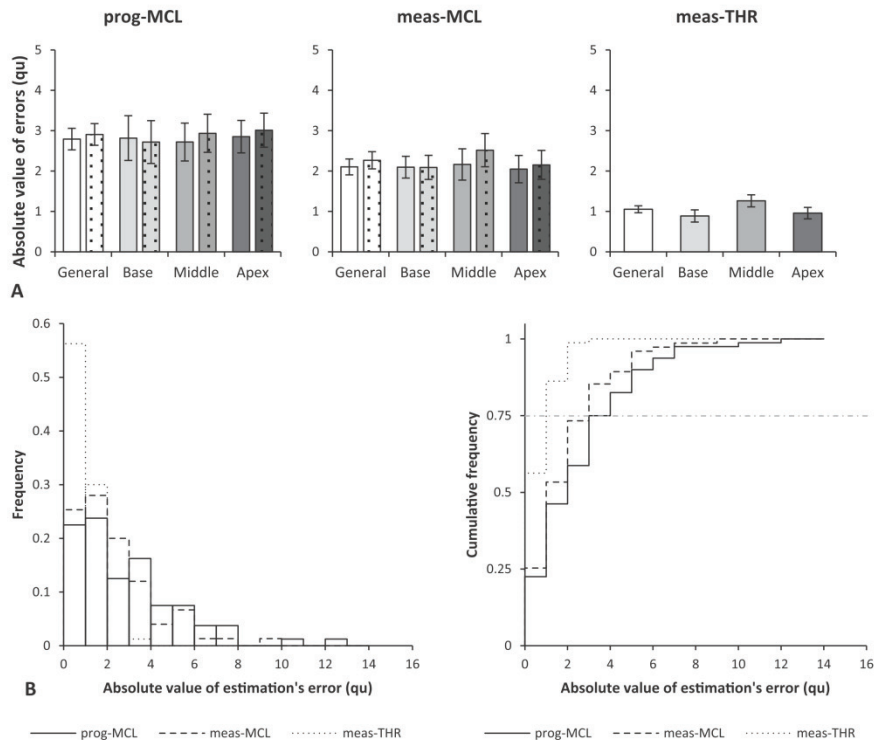 prog-MCL
meas-MCL
meas-THR
Absolute value of errors (qu)
5
4
3
2
1
0
General Base Middle Apex
5
4
3
2
1
0
General Base Middle Apex
5
4
3
2
1
0
General Base Middle Apex
A
Frequency
0.6
0.5
0.4
0.3
0.2
0.1
0
0 2 4 6 8 10 12 14 16
Absolute value of estimation's error (qu)
Cumulative frequency
1
0.75
0.5
0.25
0
0 2 4 6 8 10 12 14 16
Absolute value of estimation's error (qu)
B
prog-MCL meas-MCL meas-THR
prog-MCL meas-MCL meas-THR